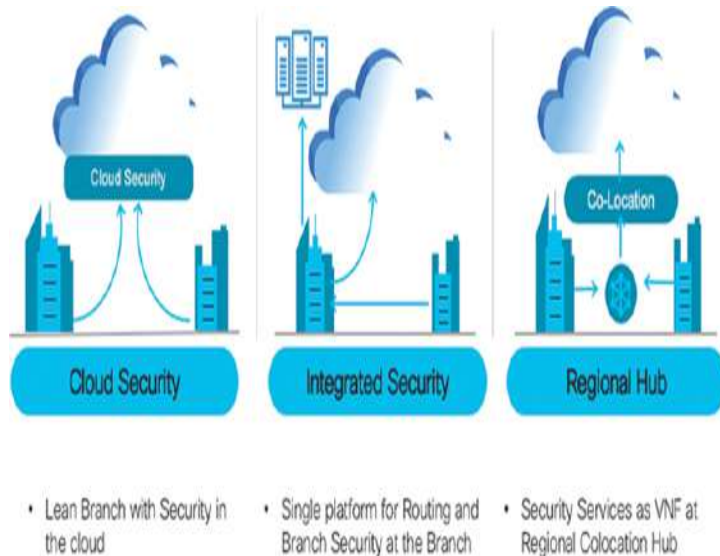 Cloud Security
Co-Location
Cloud Security
Integrated Security
Regional Hub
• Lean Branch with Security in
the cloud
• Single platform for Routing and
Branch Security at the Branch
• Security Services as VNF at
Regional Colocation Hub